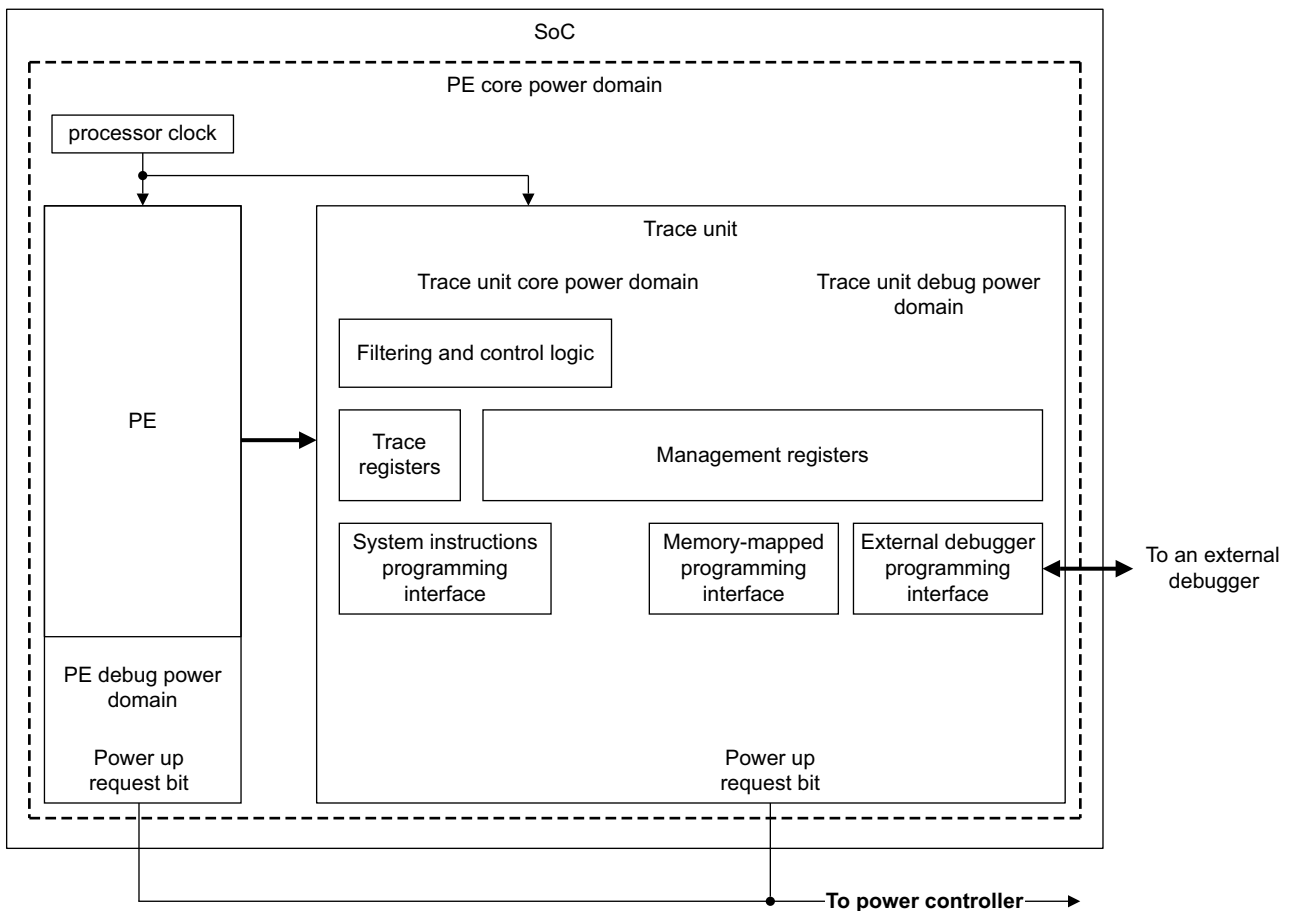 SoC
PE core power domain
processor clock
Trace unit
Trace unit core power domain
Trace unit debug power
domain
Filtering and control logic
PE
Trace
registers
Management registers
System instructions
programming
interface
Memory-mapped
programming
interface
External debugger
programming
interface
To an external
debugger
PE debug power
domain
Power up
request bit
Power up
request bit
To power controller